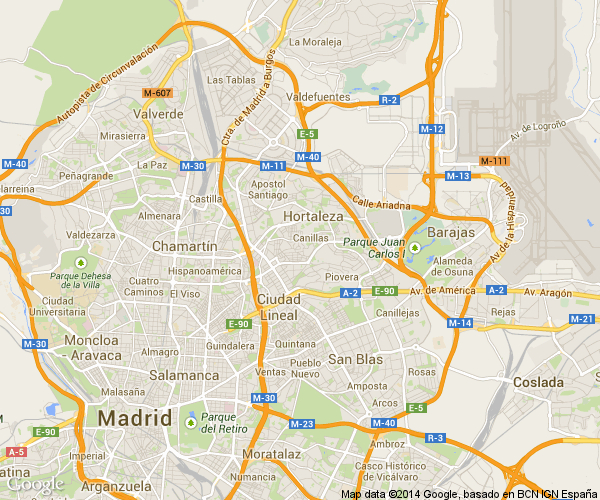 La Moraleja
Autopista de Circunvalación
Ctra. de Madrid a Burgos
Las Tablas
M-607
Valdefuentes
R-2
Valverde
Av. de Logroño
Mirasierra
E-5
M-12
M-40
La Paz
M-30
M-11
M-40
M-111
Peñagrande
M-13
Apostol
Santiago
Calle Ariadna
Av. de la Hispanidad
Castilla
M-30
Almenara
Hortaleza
Valdezarza
Chamartín
Canillas
Parque Juan
Carlos I
Barajas
Parque Dehesa
de la Villa
Hispanoamérica
Alameda
de Osuna
Cuatro
Caminos
El Viso
Piovera
Ciudad
Lineal
A-2
E-90
Av. de América
A-2
Av. Aragón
Ciudad
Universitaria
E-90
Canillejas
Rejas
M-21
M-14
M-30
Moncloa
Aravaca
Almagro
Guindalera
Quintana
San Blas
Pueblo
Nuevo
Salamanca
Ventas
Rosas
Coslada
Malasaña
Amposta
M-30
Arcos
E-5
Madrid
Parque
del Retiro
M-23
M-40
R-3
E-90
A-5
Ambroz
Imperial
Moratalaz
Casco Histórico
de Vicálvaro
atina
Arganzuela
Numancia
Google
Map data ©2014 Google, basado en BCN IGN España